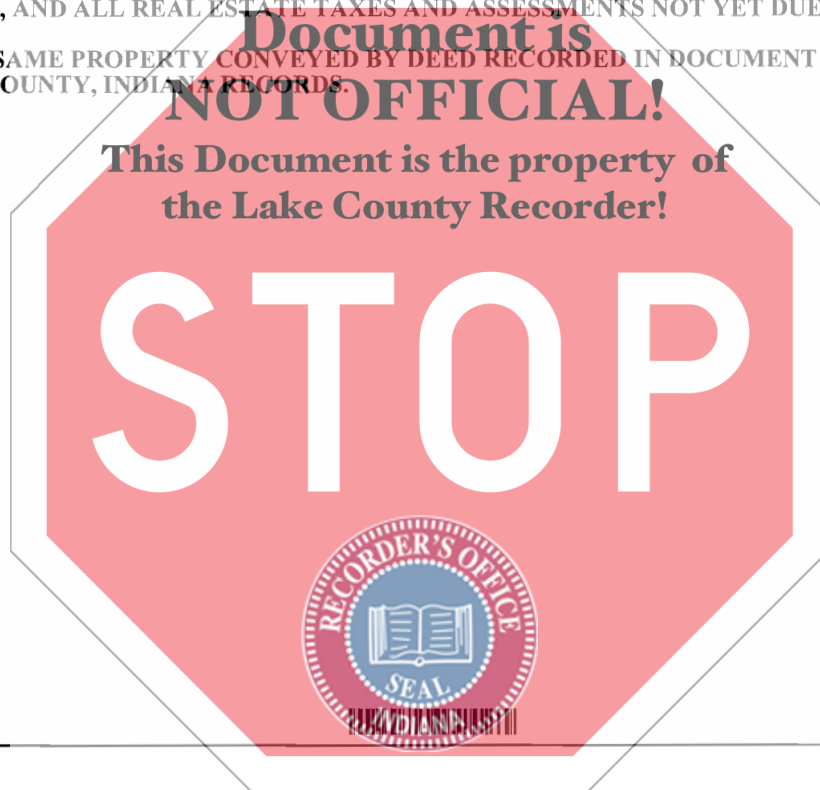 , AND ALL REAL ESTATE TAXES AND ASSESSMENTS NOT YET DUE
Document is
SAME PROPERTY CONVEYED BY DEED RECORDED IN DOCUMENT
OUNTY, INDIANA RECORDS.
NOT OFFICIAL!
This Document is the property of
the Lake County Recorder!
STOP
RECORDER'S OFFICE
SEAL
INDIANA